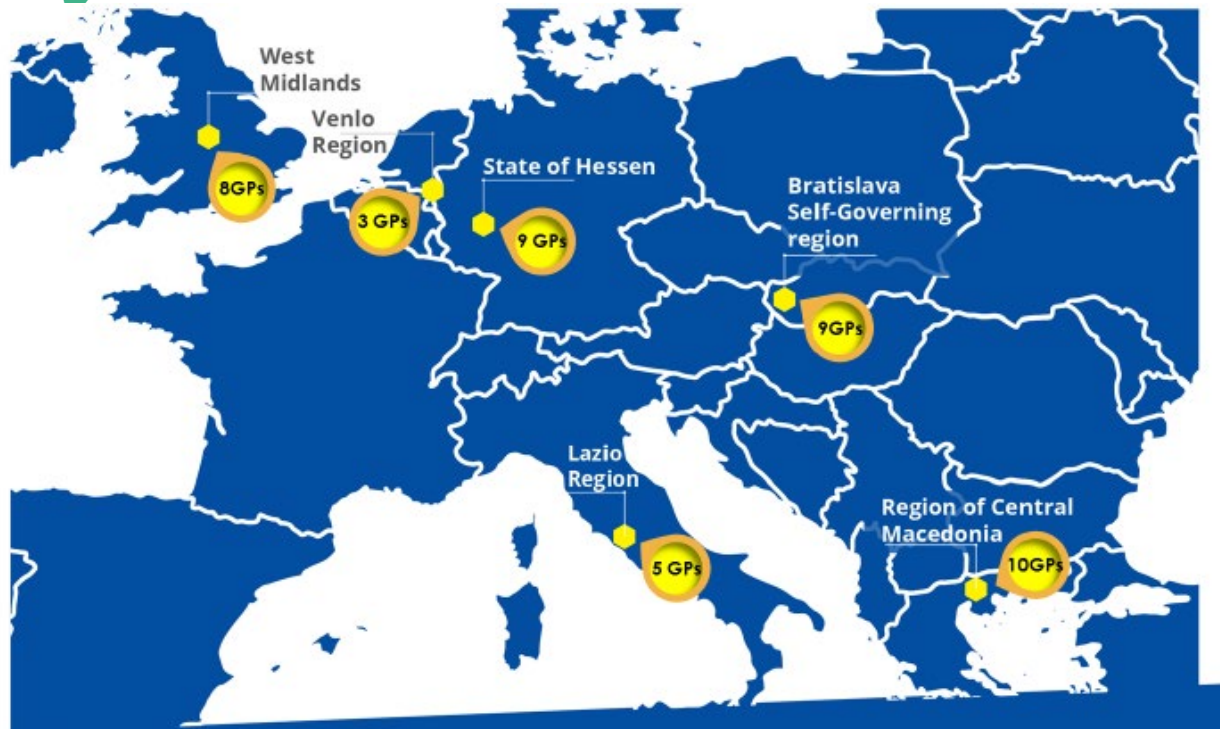 West
Midlands
8GPs
Venlo
Region
3 GPs
State of Hessen
9 GPs
Bratislava
Self-Governing
region
9GPs
Lazio
Region
5 GPs
Region of Central
Macedonia
10GPs